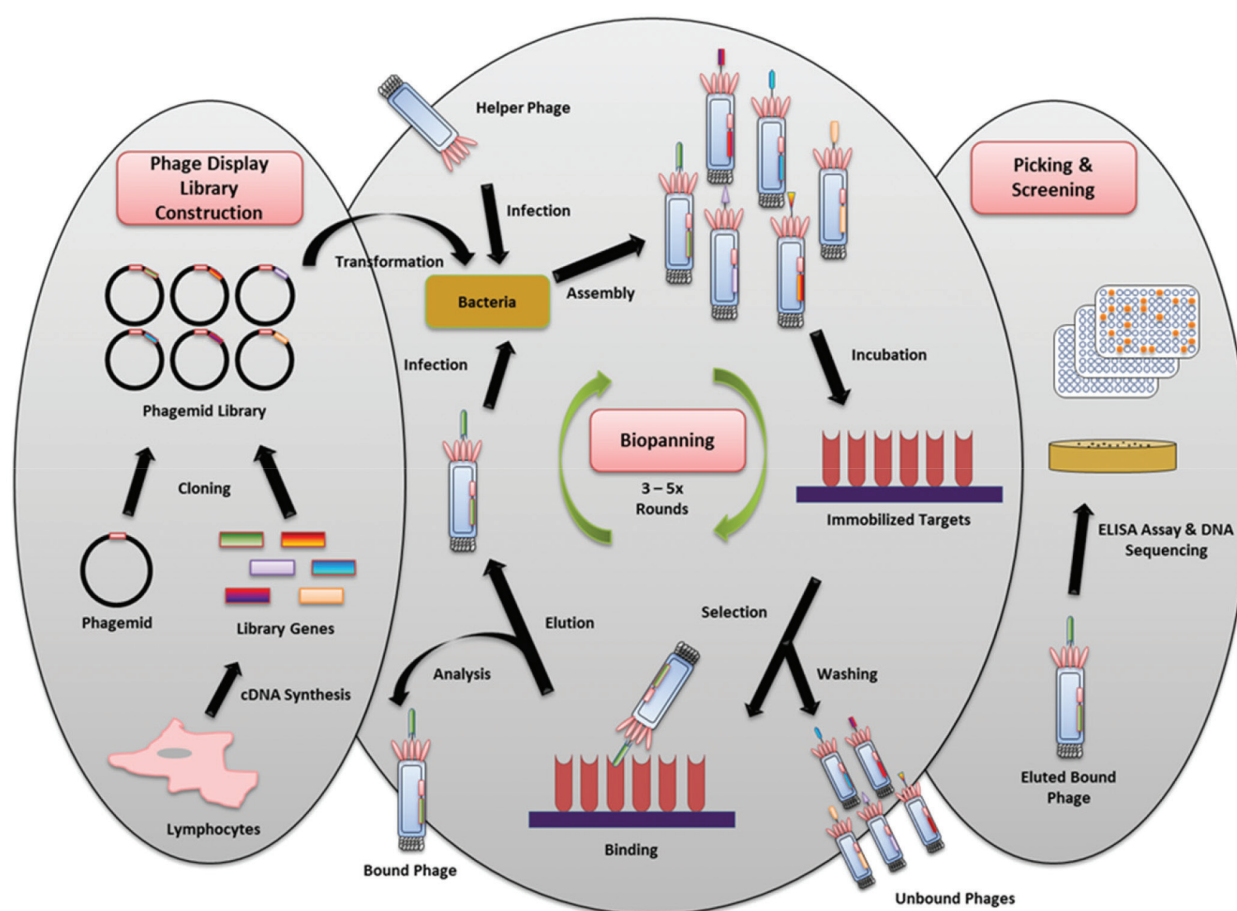 Phage Display
Library
Construction
Phagemid Library
Cloning
Phagemid
Library Genes
cDNA Synthesis
Lymphocytes
Helper Phage
Infection
Transformation
Bacteria
Assembly
Infection
Incubation
Biopanning
3 – 5x
Rounds
Immobilized Targets
Elution
Selection
Analysis
Washing
Bound Phage
Binding
Unbound Phages
Picking &
Screening
ELISA Assay & DNA
Sequencing
Eluted Bound
Phage